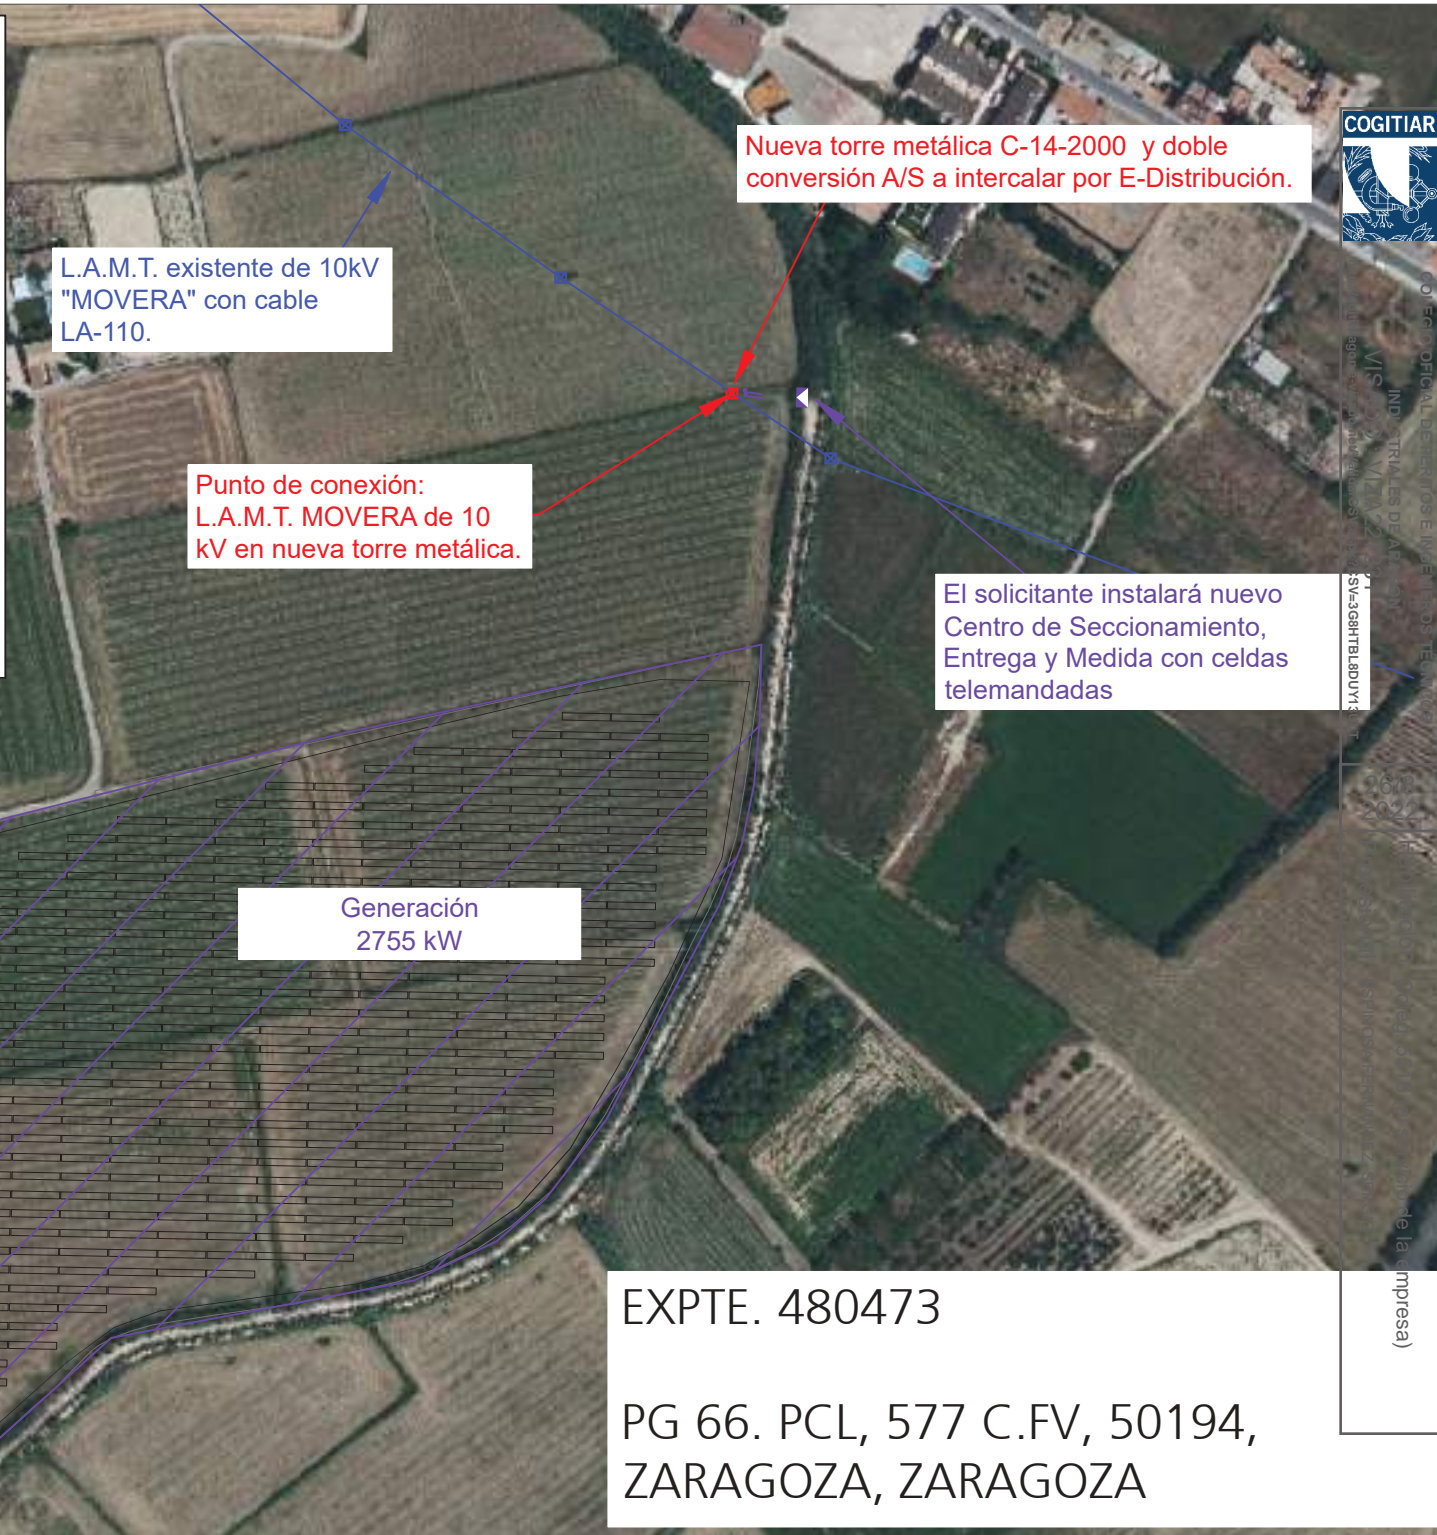 COGITIAR
Nueva torre metálica C-14-2000 y doble
conversión A/S a intercalar por E-Distribución.
L.A.M.T. existente de 10kV
"MOVERA" con cable
LA-110.
Punto de conexión:
L.A.M.T. MOVERA de 10
kV en nueva torre metálica.
El solicitante instalará nuevo
Centro de Seccionamiento,
Entrega y Medida con celdas
telemandadas
Generación
2755 kW
EXPTE. 480473
PG 66. PCL, 577 C.FV, 50194,
ZARAGOZA, ZARAGOZA